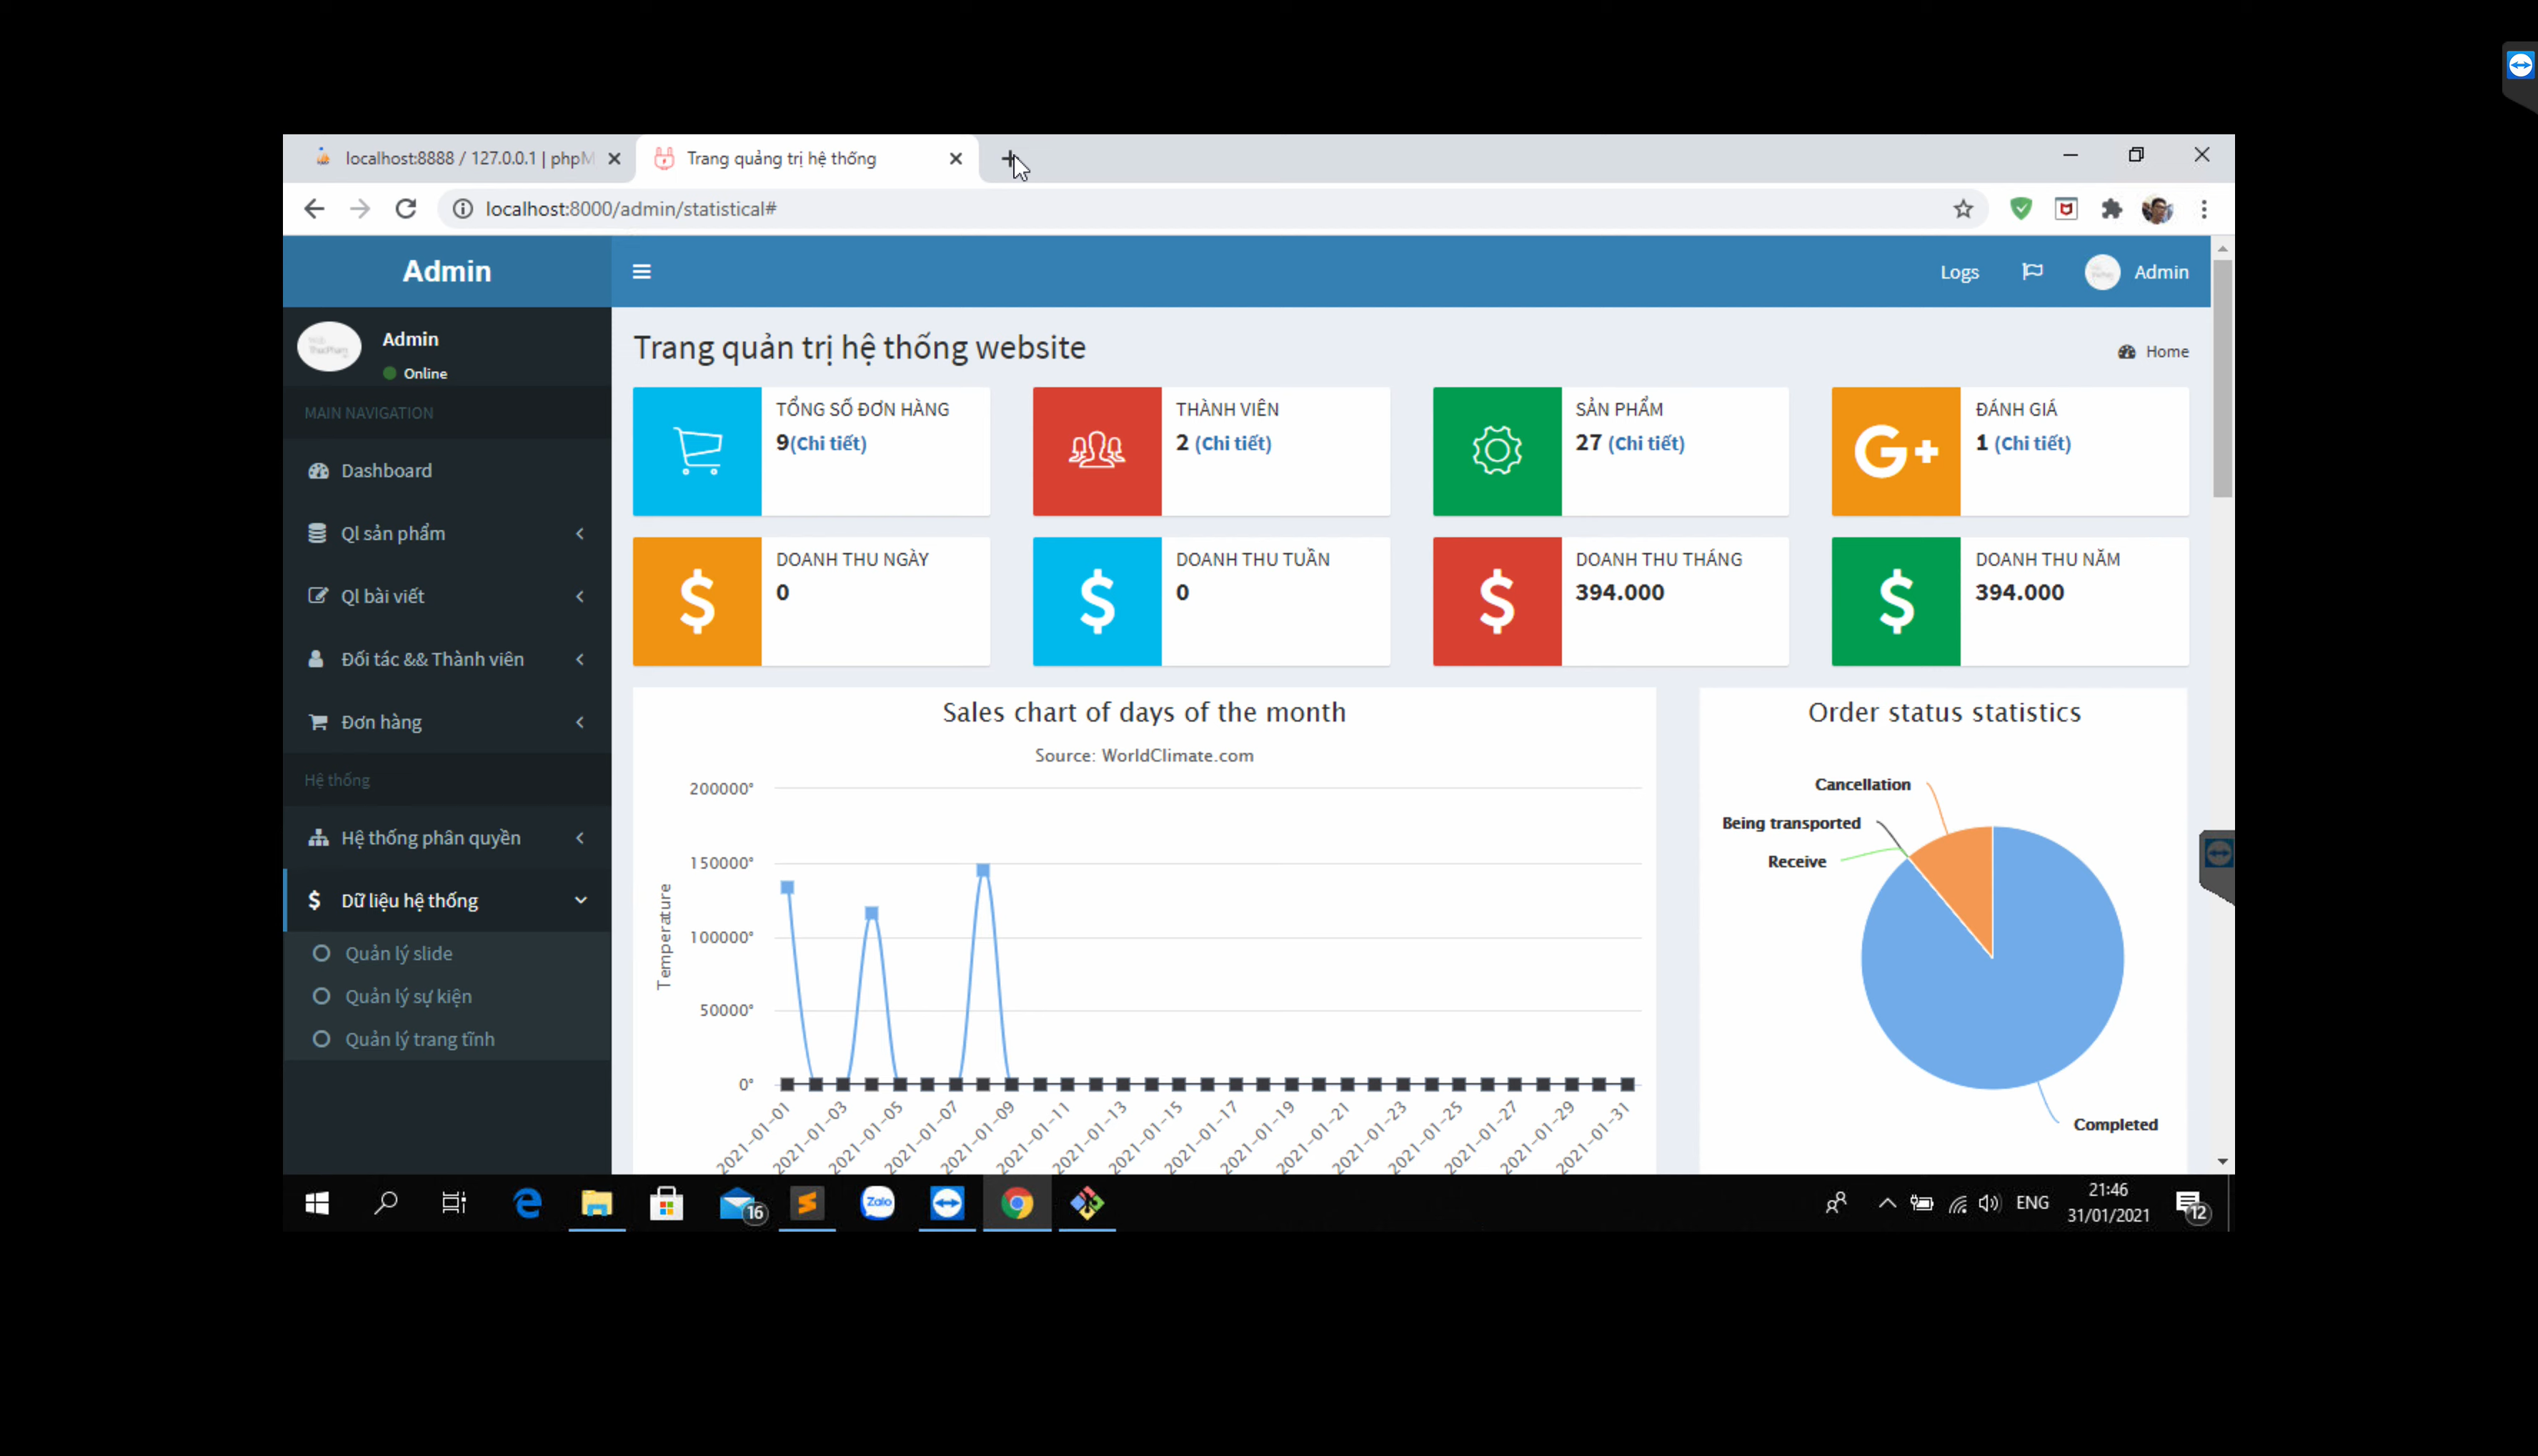 localhost:8888 / 127.0.0.1 | phpM
Trang quảng trị hệ thống
localhost:8000/admin/statistical#
Admin
Logs
Admin
Admin
Online
Trang quản trị hệ thống website
Home
MAIN NAVIGATION
Dashboard
Ql sản phẩm
Ql bài viết
Đối tác && Thành viên
Đơn hàng
Hệ thống
Hệ thống phân quyền
Dữ liệu hệ thống
Quản lý slide
Quản lý sự kiện
Quản lý trang tĩnh
TỔNG SỐ ĐƠN HÀNG
9(Chi tiết)
THÀNH VIÊN
2 (Chi tiết)
SẢN PHẨM
27 (Chi tiết)
G+
ĐÁNH GIÁ
1 (Chi tiết)
$
DOANH THU NGÀY
0
$
DOANH THU TUẦN
0
$
DOANH THU THÁNG
394.000
$
DOANH THU NĂM
394.000
Sales chart of days of the month
Source: WorldClimate.com
Temperature
200000°
150000°
100000°
50000°
0°
2021-01-01
2021-01-03
2021-01-05
2021-01-07
2021-01-09
2021-01-11
2021-01-13
2021-01-15
2021-01-17
2021-01-19
2021-01-21
2021-01-23
2021-01-25
2021-01-27
2021-01-29
2021-01-31
Order status statistics
Cancellation
Being transported
Receive
Completed
16
Zalo
ENG
21:46
31/01/2021
12